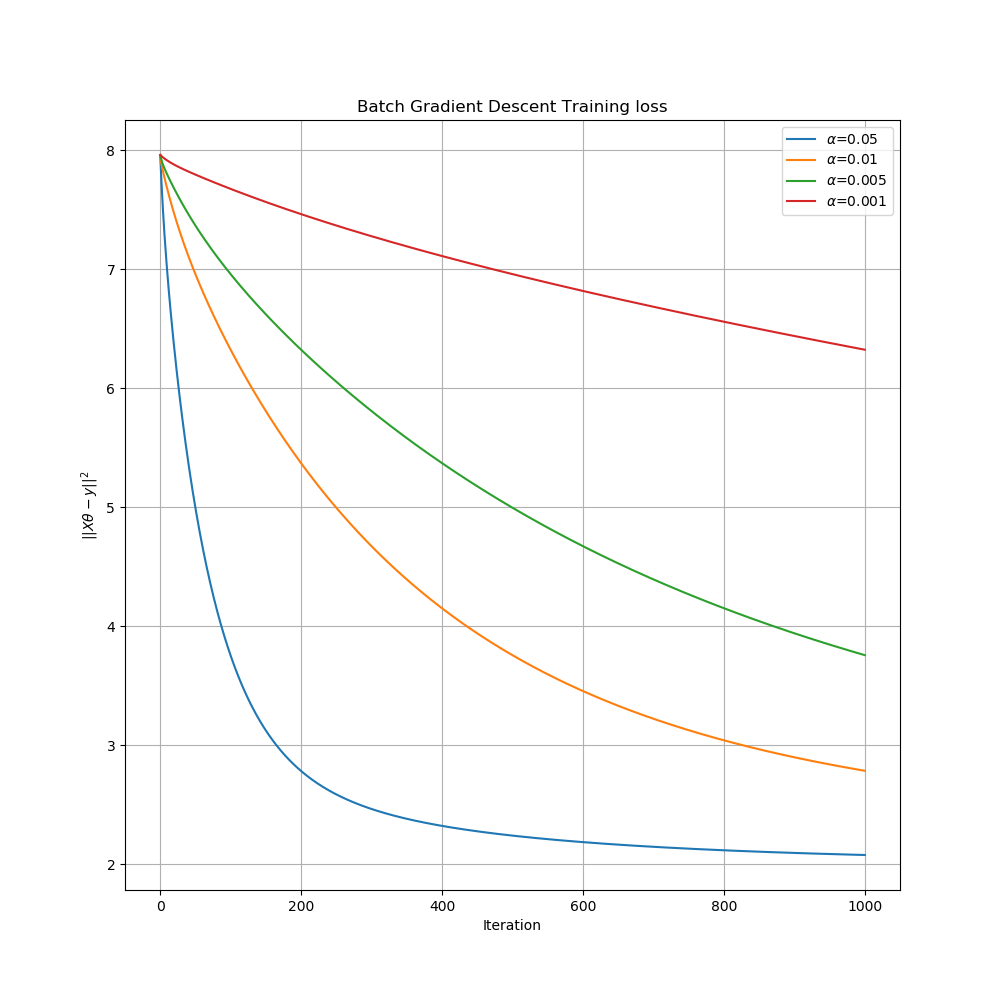 Batch Gradient Descent Training loss
α=0.05
α=0.01
α=0.005
α=0.001
8
7
6
5
4
3
2
||Xθ − y||²
0 200 400 600 800 1000
Iteration